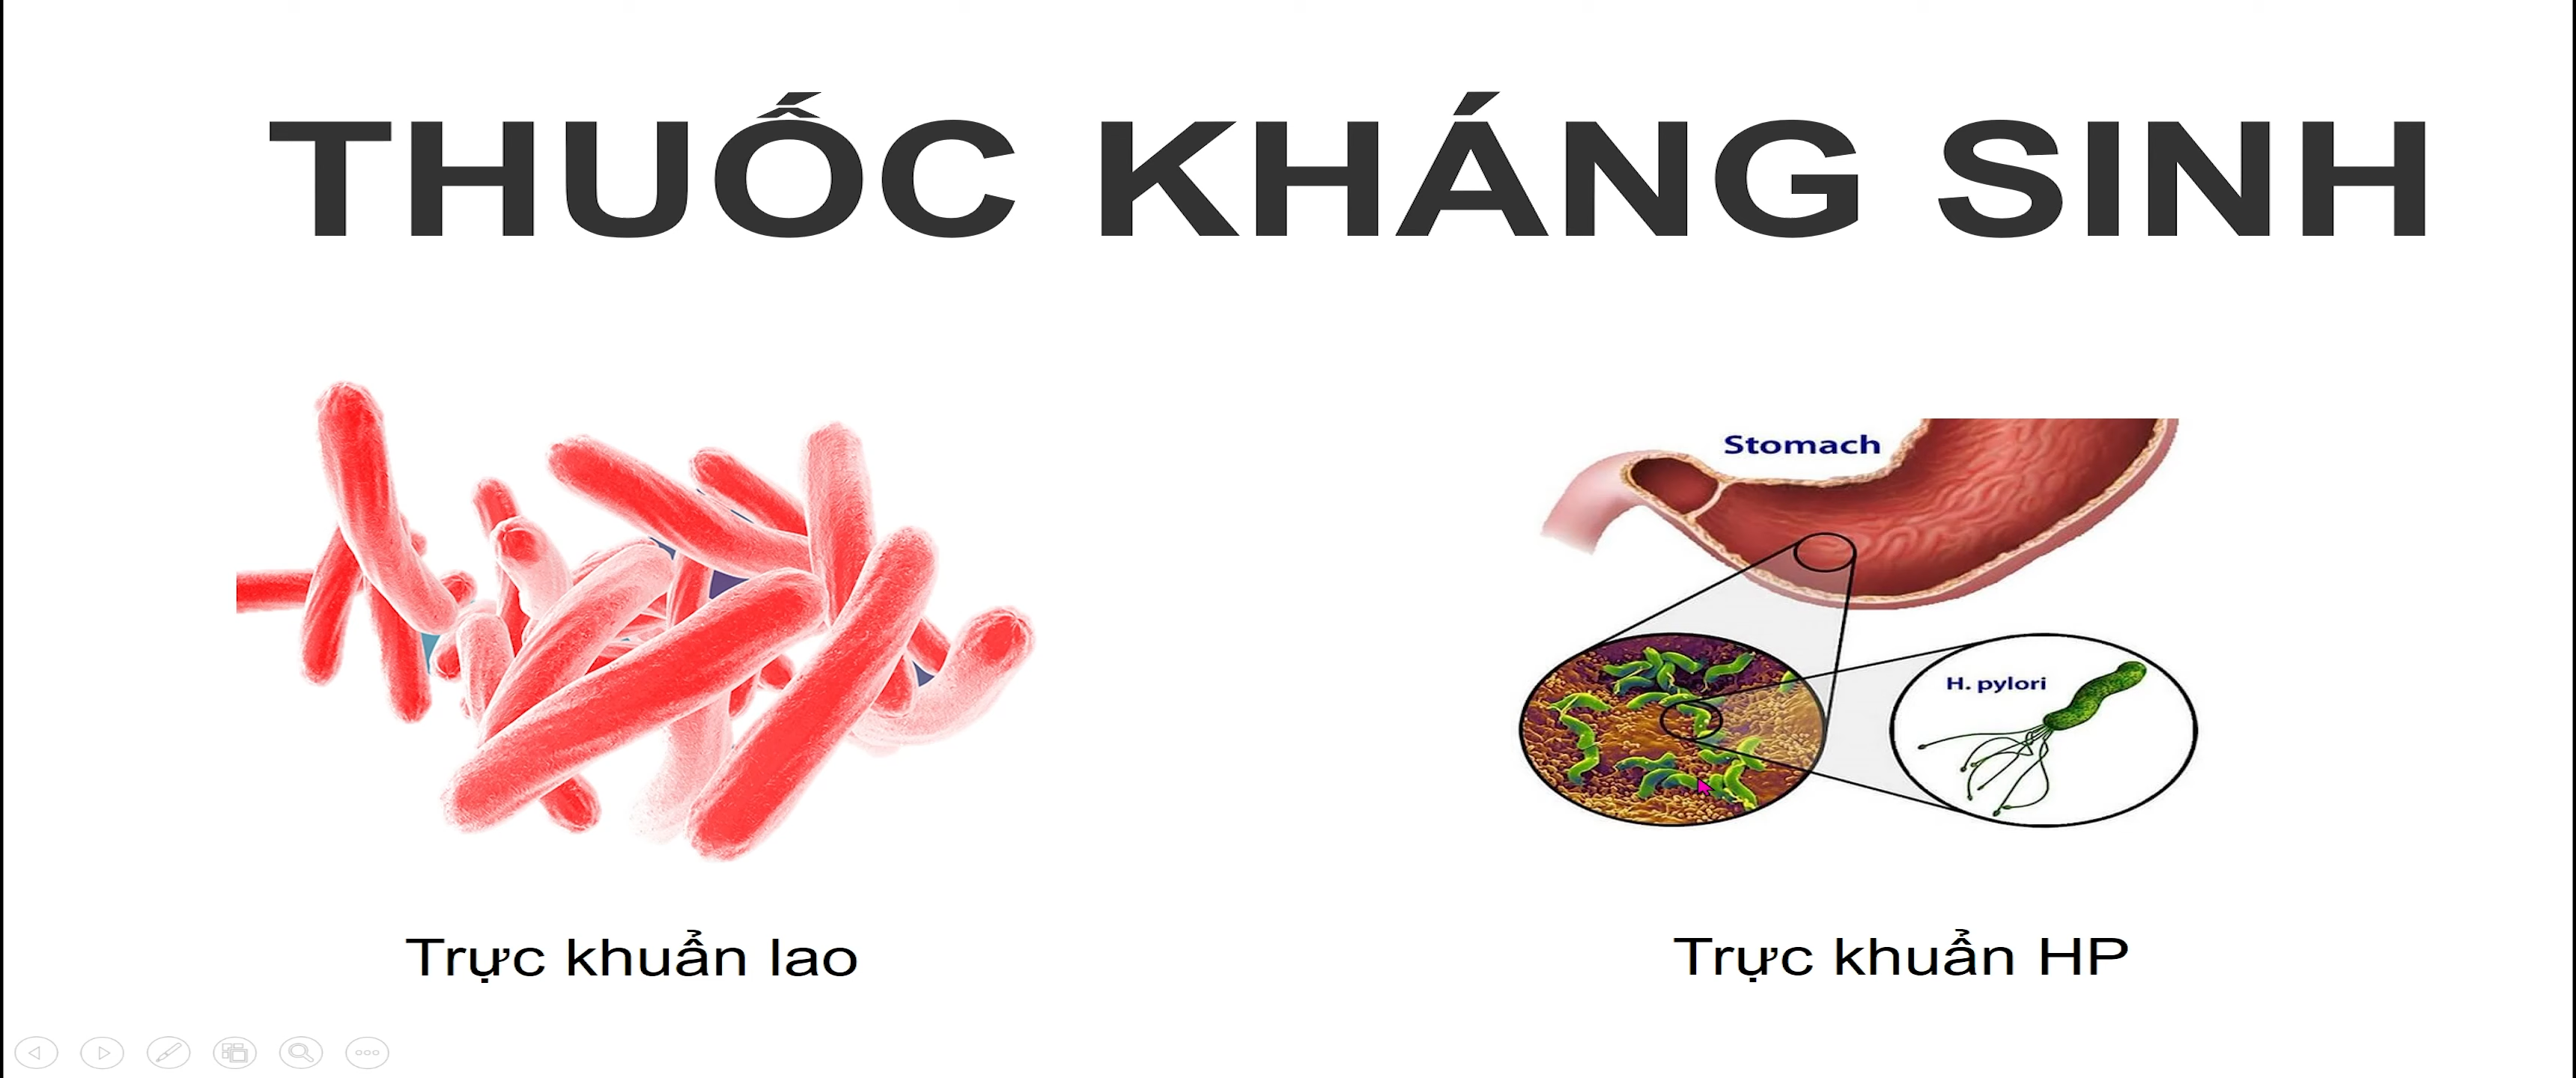 THUỐC KHÁNG SINH
Stomach
H. pylori
Trực khuẩn lao
Trực khuẩn HP